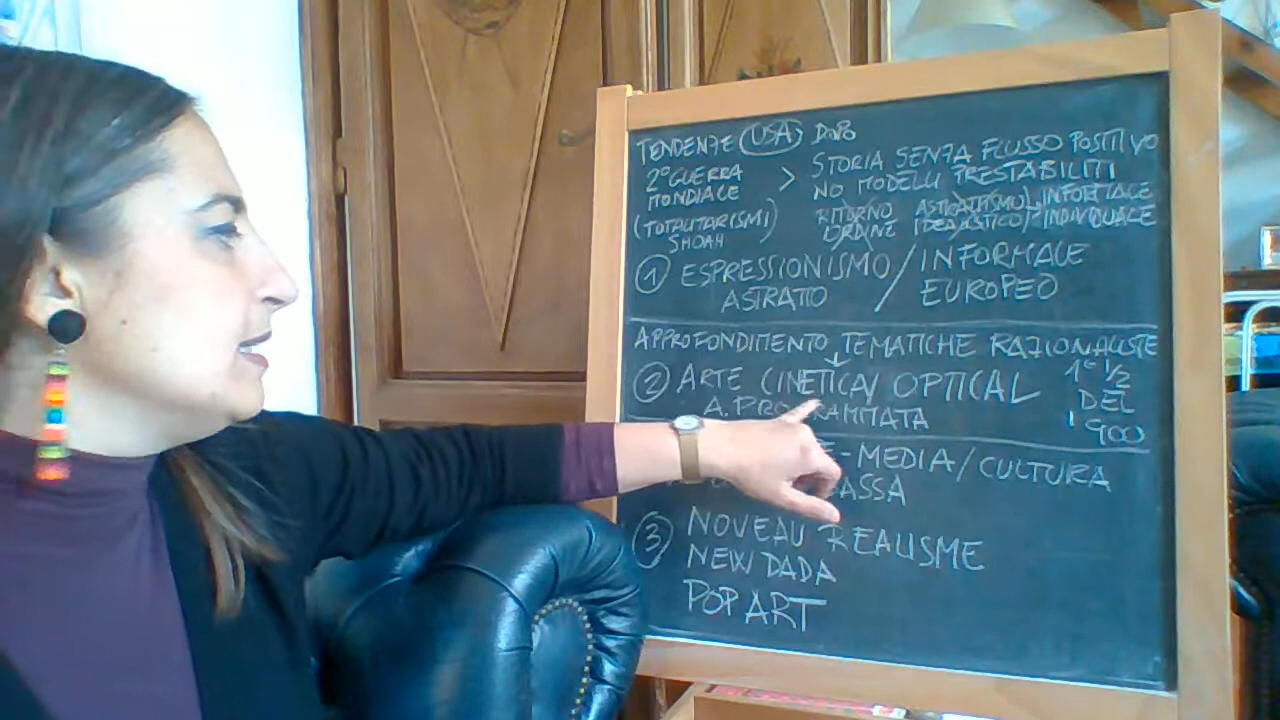 TENDENZE USA DOPO
2° GUERRA
MONDIALE
(TOTALITARISMI)
SHOAH
> STORIA SENZA FLUSSO POSITIVO
NO MODELLI PRESTABILITI
RITORNO
ORDINE
ASTRATTISMO, INFORMALE
IDEALISTICO / INDIVIDUALE
① ESPRESSIONISMO / INFORMALE
ASTRATTO EUROPEO
APPROFONDIMENTO TEMATICHE RAZIONALISTE
1° 1/2
DEL
'900
② ARTE CINETICA/ OPTICAL
A. PROGRAMMATA
-MEDIA/CULTURA
③ NOVEAU REALISME
NEW DADA
POP ART